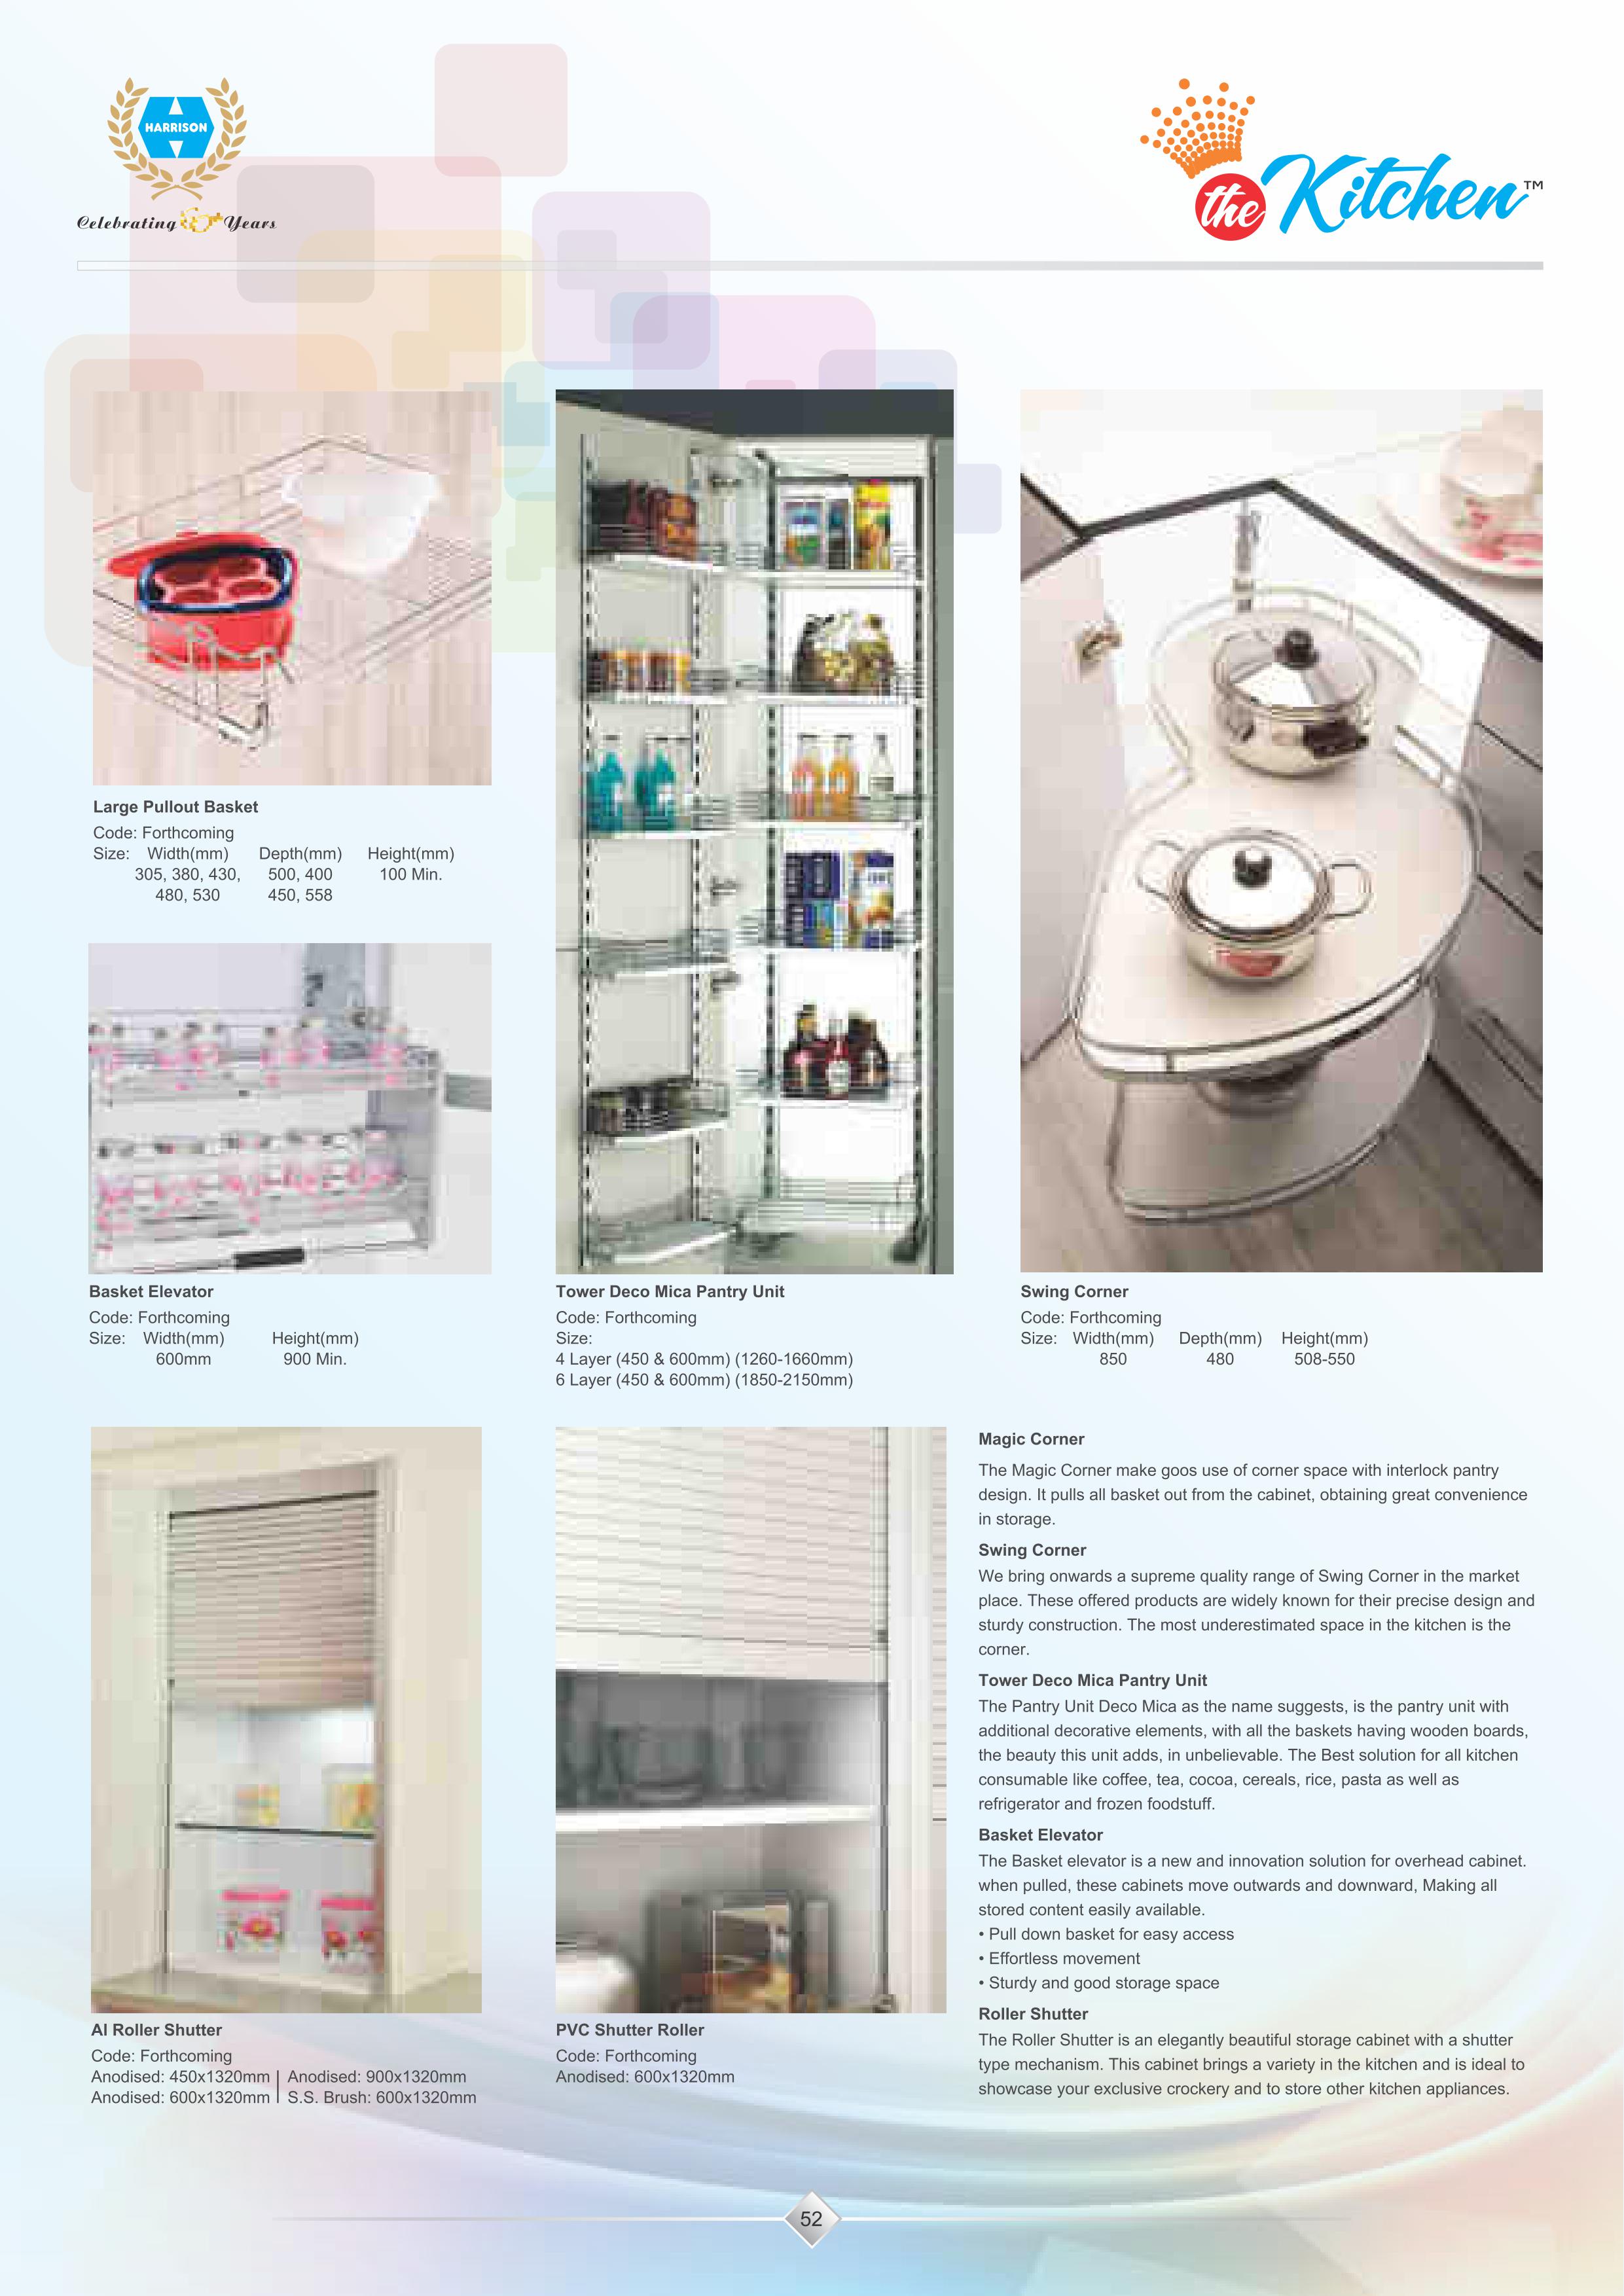 HARRISON
Celebrating Years
the Kitchen™
Large Pullout Basket
Code: Forthcoming
Size: Width(mm) Depth(mm) Height(mm)
305, 380, 430, 500, 400 100 Min.
480, 530 450, 558
Basket Elevator
Code: Forthcoming
Size: Width(mm) Height(mm)
600mm 900 Min.
Tower Deco Mica Pantry Unit
Code: Forthcoming
Size:
4 Layer (450 & 600mm) (1260-1660mm)
6 Layer (450 & 600mm) (1850-2150mm)
Swing Corner
Code: Forthcoming
Size: Width(mm) Depth(mm) Height(mm)
850 480 508-550
Al Roller Shutter
Code: Forthcoming
Anodised: 450x1320mm | Anodised: 900x1320mm
Anodised: 600x1320mm | S.S. Brush: 600x1320mm
PVC Shutter Roller
Code: Forthcoming
Anodised: 600x1320mm
Magic Corner
The Magic Corner make goos use of corner space with interlock pantry
design. It pulls all basket out from the cabinet, obtaining great convenience
in storage.
Swing Corner
We bring onwards a supreme quality range of Swing Corner in the market
place. These offered products are widely known for their precise design and
sturdy construction. The most underestimated space in the kitchen is the
corner.
Tower Deco Mica Pantry Unit
The Pantry Unit Deco Mica as the name suggests, is the pantry unit with
additional decorative elements, with all the baskets having wooden boards,
the beauty this unit adds, in unbelievable. The Best solution for all kitchen
consumable like coffee, tea, cocoa, cereals, rice, pasta as well as
refrigerator and frozen foodstuff.
Basket Elevator
The Basket elevator is a new and innovation solution for overhead cabinet.
when pulled, these cabinets move outwards and downward, Making all
stored content easily available.
• Pull down basket for easy access
• Effortless movement
• Sturdy and good storage space
Roller Shutter
The Roller Shutter is an elegantly beautiful storage cabinet with a shutter
type mechanism. This cabinet brings a variety in the kitchen and is ideal to
showcase your exclusive crockery and to store other kitchen appliances.
52